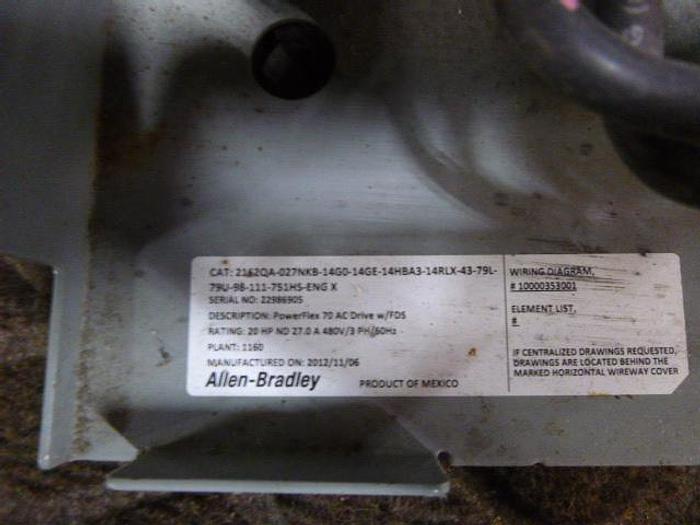 CAT: 2162QA-027NKB-14G0-14GE-14HBA3-14RLX-43-79L-
79U-98-111-751HS-ENG X
SERIAL NO: 22986905
DESCRIPTION: PowerFlex 70 AC Drive w/FDS
RATING: 20 HP ND 27.0 A 480V/3 PH/60Hz
PLANT: 1160
MANUFACTURED ON: 2012/11/06
Allen-Bradley
PRODUCT OF MEXICO
WIRING DIAGRAM,
# 10000353001
ELEMENT LIST,
#
IF CENTRALIZED DRAWINGS REQUESTED,
DRAWINGS ARE LOCATED BEHIND THE
MARKED HORIZONTAL WIREWAY COVER